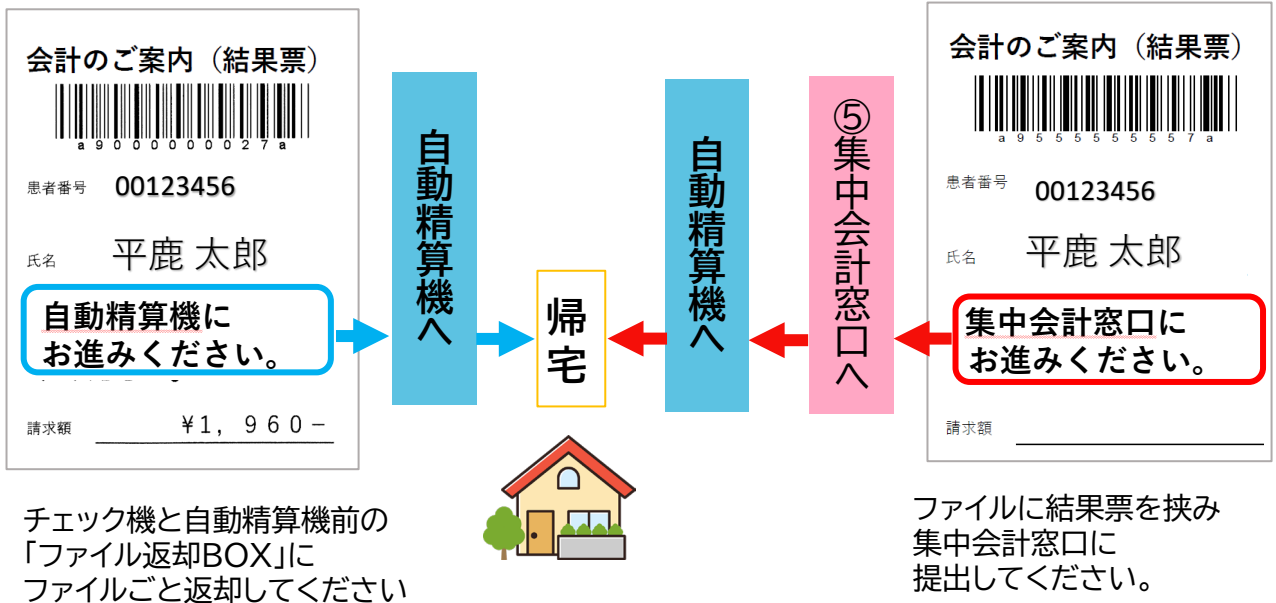 会計のご案内（結果票）
a9000000027a
患者番号 00123456
氏名 平鹿 太郎
自動精算機に
お進みください。
請求額 ¥1, 960−
チェック機と自動精算機前の
「ファイル返却BOX」に
ファイルごと返却してください
自動精算機へ
帰宅
自動精算機へ
⑤集中会計窓口へ
会計のご案内（結果票）
a9555555557a
患者番号 00123456
氏名 平鹿 太郎
集中会計窓口に
お進みください。
請求額
ファイルに結果票を挟み
集中会計窓口に
提出してください。